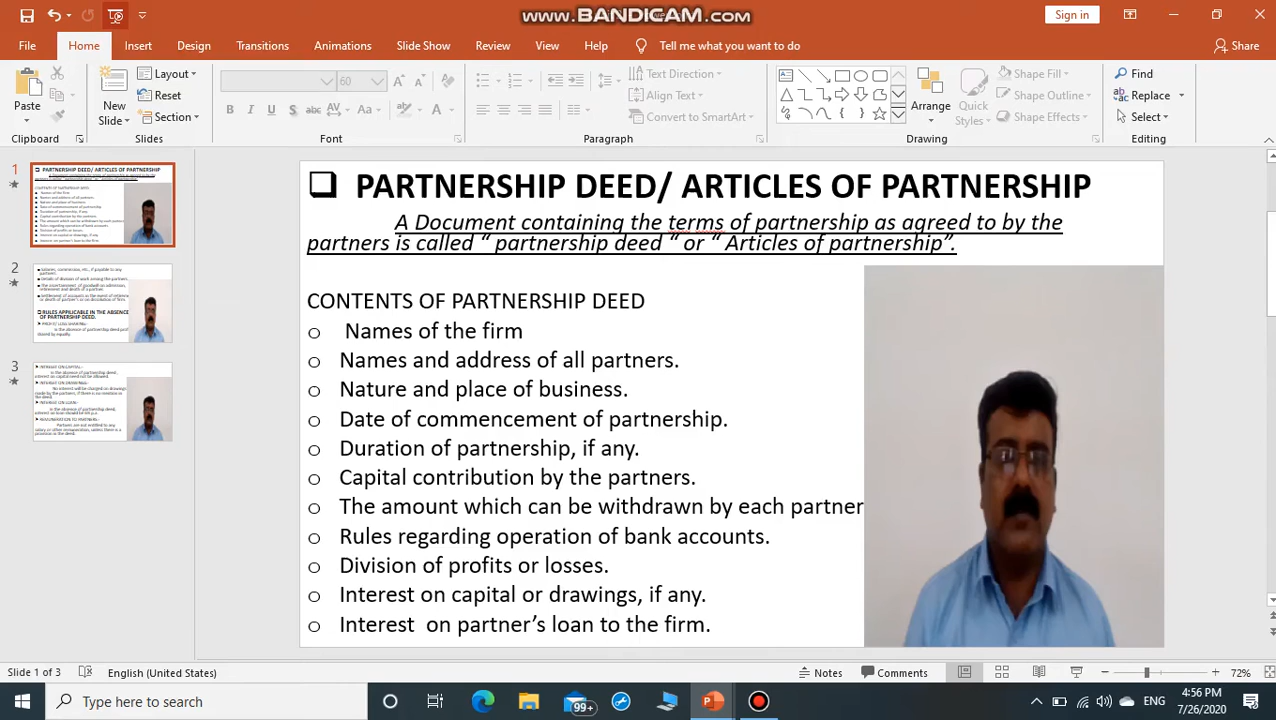 www.BANDICAM.com
Sign in
File
Home
Insert
Design
Transitions
Animations
Slide Show
Review
View
Help
Tell me what you want to do
Share
Paste
New
Slide
Layout
Reset
Section
60
Text Direction
Align Text
Convert to SmartArt
Arrange
Quick
Styles
Shape Fill
Shape Outline
Shape Effects
Find
Replace
Select
Clipboard
Slides
Font
Paragraph
Drawing
Editing
1
2
3
PARTNERSHIP DEED/ ARTICLES OF PARTNERSHIP
A Document containing the terms of partnership as agreed to by the
partners is called “ partnership deed “ or “ Articles of partnership”.
CONTENTS OF PARTNERSHIP DEED
o Names of the firm
o Names and address of all partners.
o Nature and place of business.
o Date of commencement of partnership.
o Duration of partnership, if any.
o Capital contribution by the partners.
o The amount which can be withdrawn by each partner
o Rules regarding operation of bank accounts.
o Division of profits or losses.
o Interest on capital or drawings, if any.
o Interest on partner’s loan to the firm.
Slide 1 of 3
English (United States)
Notes
Comments
72%
Type here to search
99+
ENG
4:56 PM
7/26/2020